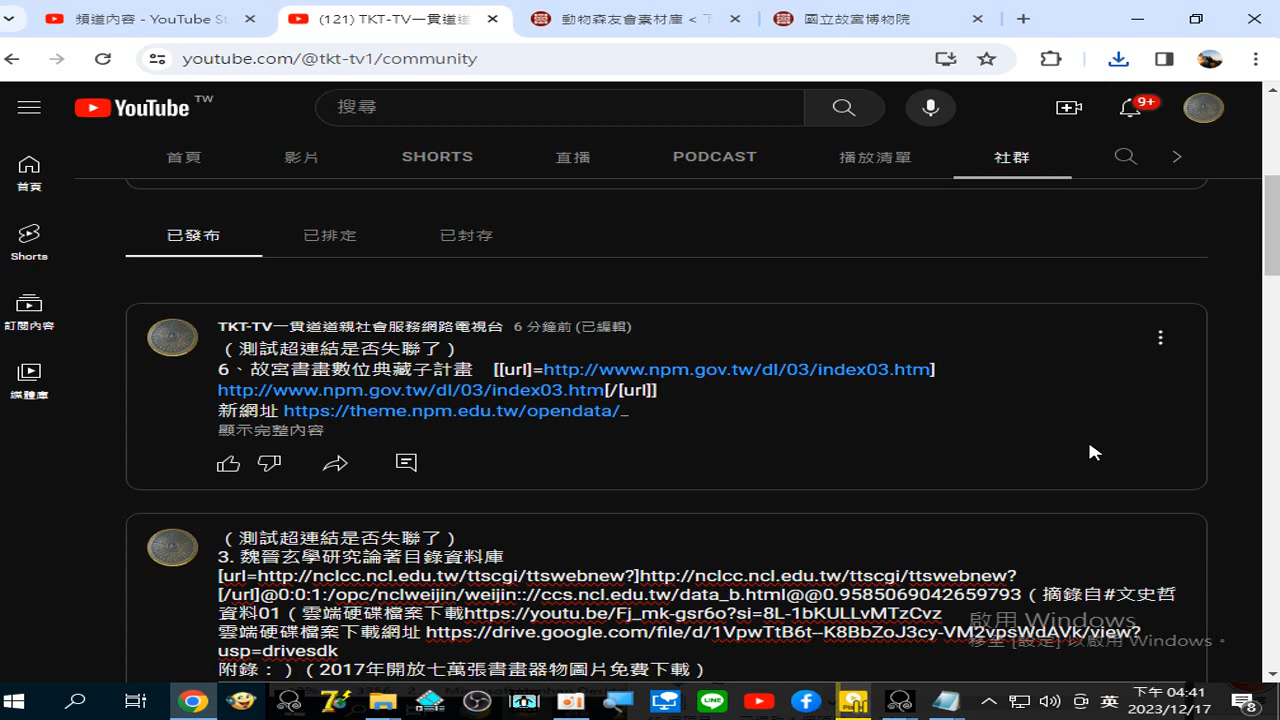 頻道內容 - YouTube St
(121) TKT-TV一貫道道
動物森友會素材庫 < T
國立故宮博物院
youtube.com/@tkt-tv1/community
YouTube TW
搜尋
9+
首頁
影片
SHORTS
直播
PODCAST
播放清單
社群
首頁
Shorts
訂閱內容
媒體庫
已發布
已排定
已封存
TKT-TV一貫道道親社會服務網路電視台 6 分鐘前 (已編輯)
（測試超連結是否失聯了）
6、故宮書畫數位典藏子計畫 [[url]=http://www.npm.gov.tw/dl/03/index03.htm]
http://www.npm.gov.tw/dl/03/index03.htm[/[url]]
新網址 https://theme.npm.edu.tw/opendata/_
顯示完整內容
（測試超連結是否失聯了）
3. 魏晉玄學研究論著目錄資料庫
[url=http://nclcc.ncl.edu.tw/ttscgi/ttswebnew?]http://nclcc.ncl.edu.tw/ttscgi/ttswebnew?
[/url]@0:0:1:/opc/nclweijin/weijin:://ccs.ncl.edu.tw/data_b.html@@0.9585069042659793（摘錄自#文史哲
資料01（雲端硬碟檔案下載https://youtu.be/Fj_mk-gsr6o?si=8L-1bKULLvMTzCvz
雲端硬碟檔案下載網址 https://drive.google.com/file/d/1VpwTtB6t--K8BbZoJ3cy-VM2vpsWdAVk/view?
usp=drivesdk
附錄：）（2017年開放七萬張書畫器物圖片免費下載）
啟用 Windows
移至 [設定] 以啟用 Windows。
英
下午 04:41
2023/12/17
8